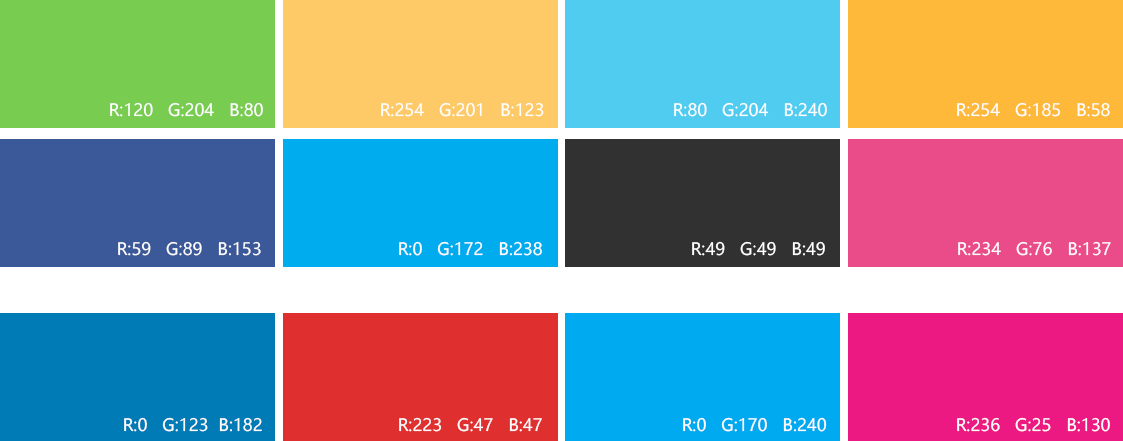 R:120 G:204 B:80
R:254 G:201 B:123
R:80 G:204 B:240
R:254 G:185 B:58
R:59 G:89 B:153
R:0 G:172 B:238
R:49 G:49 B:49
R:234 G:76 B:137
R:0 G:123 B:182
R:223 G:47 B:47
R:0 G:170 B:240
R:236 G:25 B:130